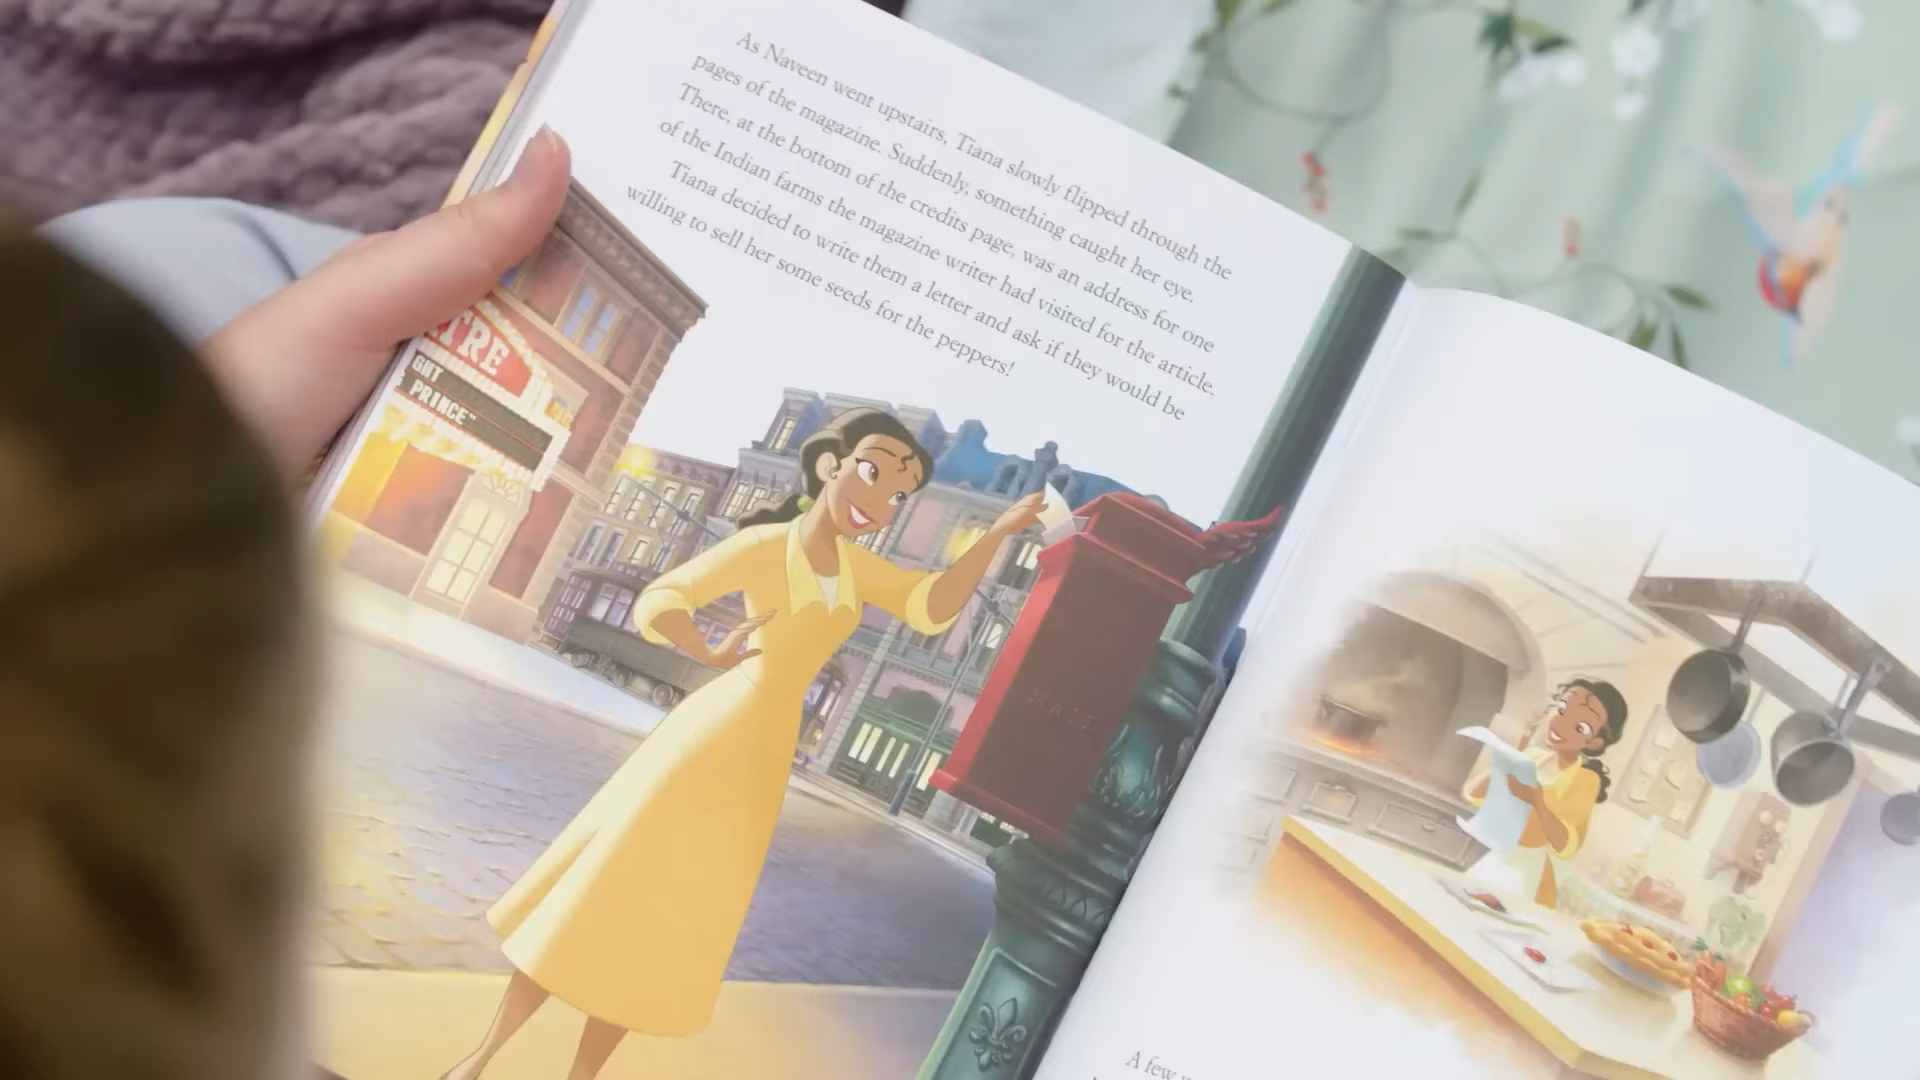 As Naveen went upstairs, Tiana slowly flipped through the
pages of the magazine. Suddenly, something caught her eye.
There, at the bottom of the credits page, was an address for one
of the Indian farms the magazine writer had visited for the article.
Tiana decided to write them a letter and ask if they would be
willing to sell her some seeds for the peppers!
TRE
GHT
PRINCE"
MAIL
A few